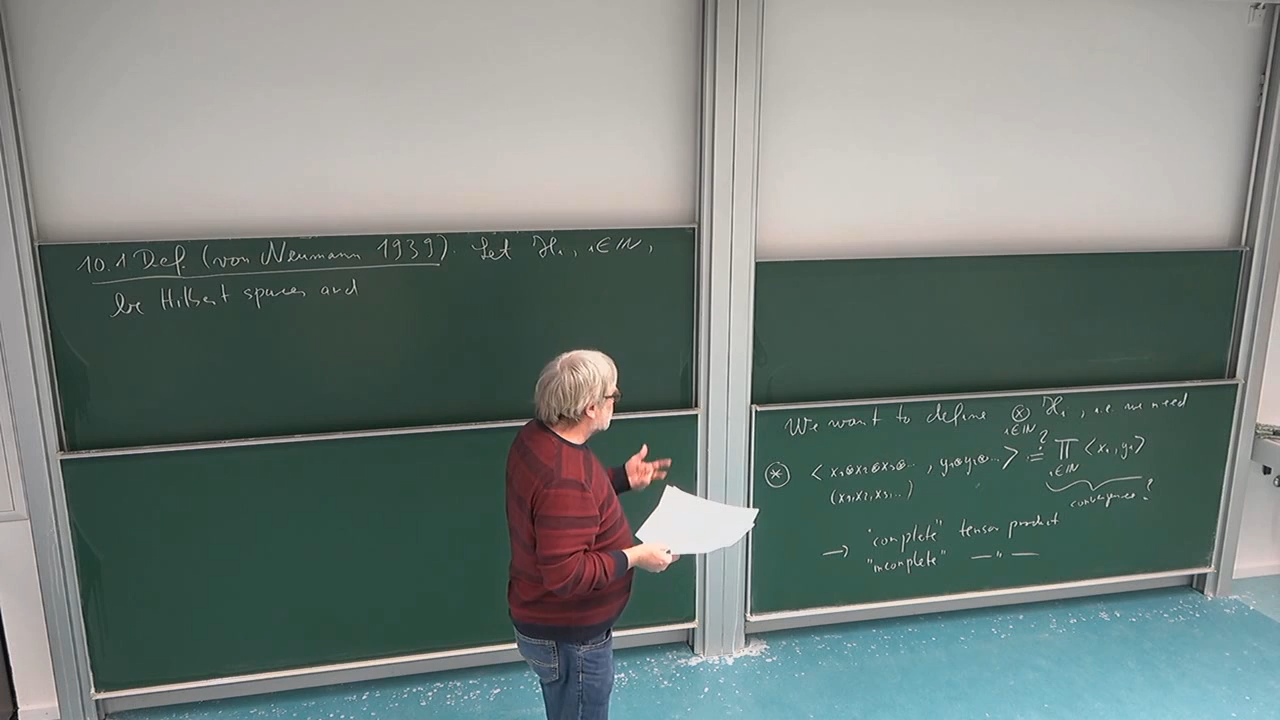 10.1 Def. (von Neumann 1939). Let ℋᵢ, i∈ℕ,
be Hilbert spaces and
We want to define ⊗ ℋᵢ, i.e. we need
i∈ℕ
⊛ < x₁⊗x₂⊗x₃⊗..., y₁⊗y₂⊗... > :=? ∏ <xᵢ, yᵢ>
i∈ℕ
(x₁,x₂,x₃,...)
convergence?
→ "complete" tensor product
"incomplete" —"—